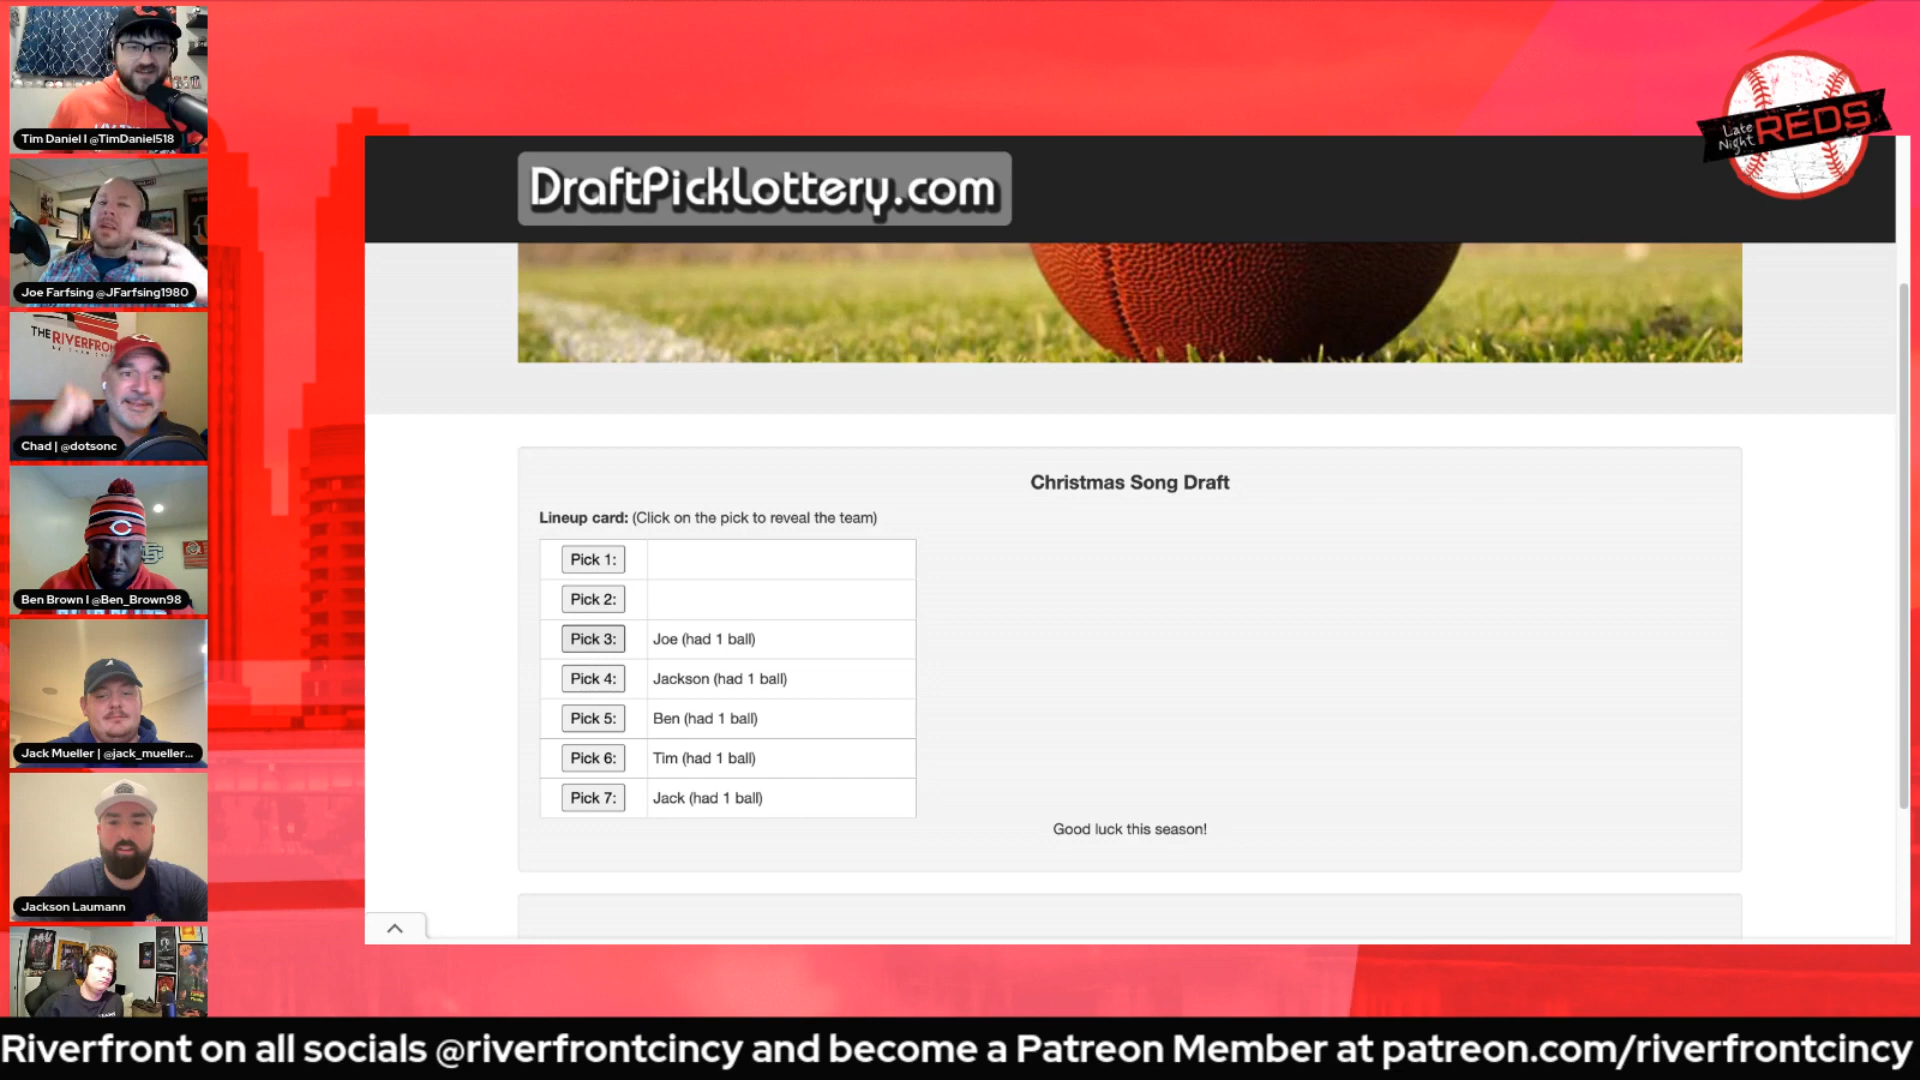 Tim Daniel | @TimDaniel518
Joe Farfsing @JFarfsing1980
THE RIVERFRO
Chad | @dotsonc
Ben Brown | @Ben_Brown98
Jack Mueller | @jack_mueller...
Jackson Laumann
Late Night REDS
DraftPickLottery.com
Christmas Song Draft
Lineup card: (Click on the pick to reveal the team)
Pick 1:
Pick 2:
Pick 3: Joe (had 1 ball)
Pick 4: Jackson (had 1 ball)
Pick 5: Ben (had 1 ball)
Pick 6: Tim (had 1 ball)
Pick 7: Jack (had 1 ball)
Good luck this season!
Riverfront on all socials @riverfrontcincy and become a Patreon Member at patreon.com/riverfrontcincy